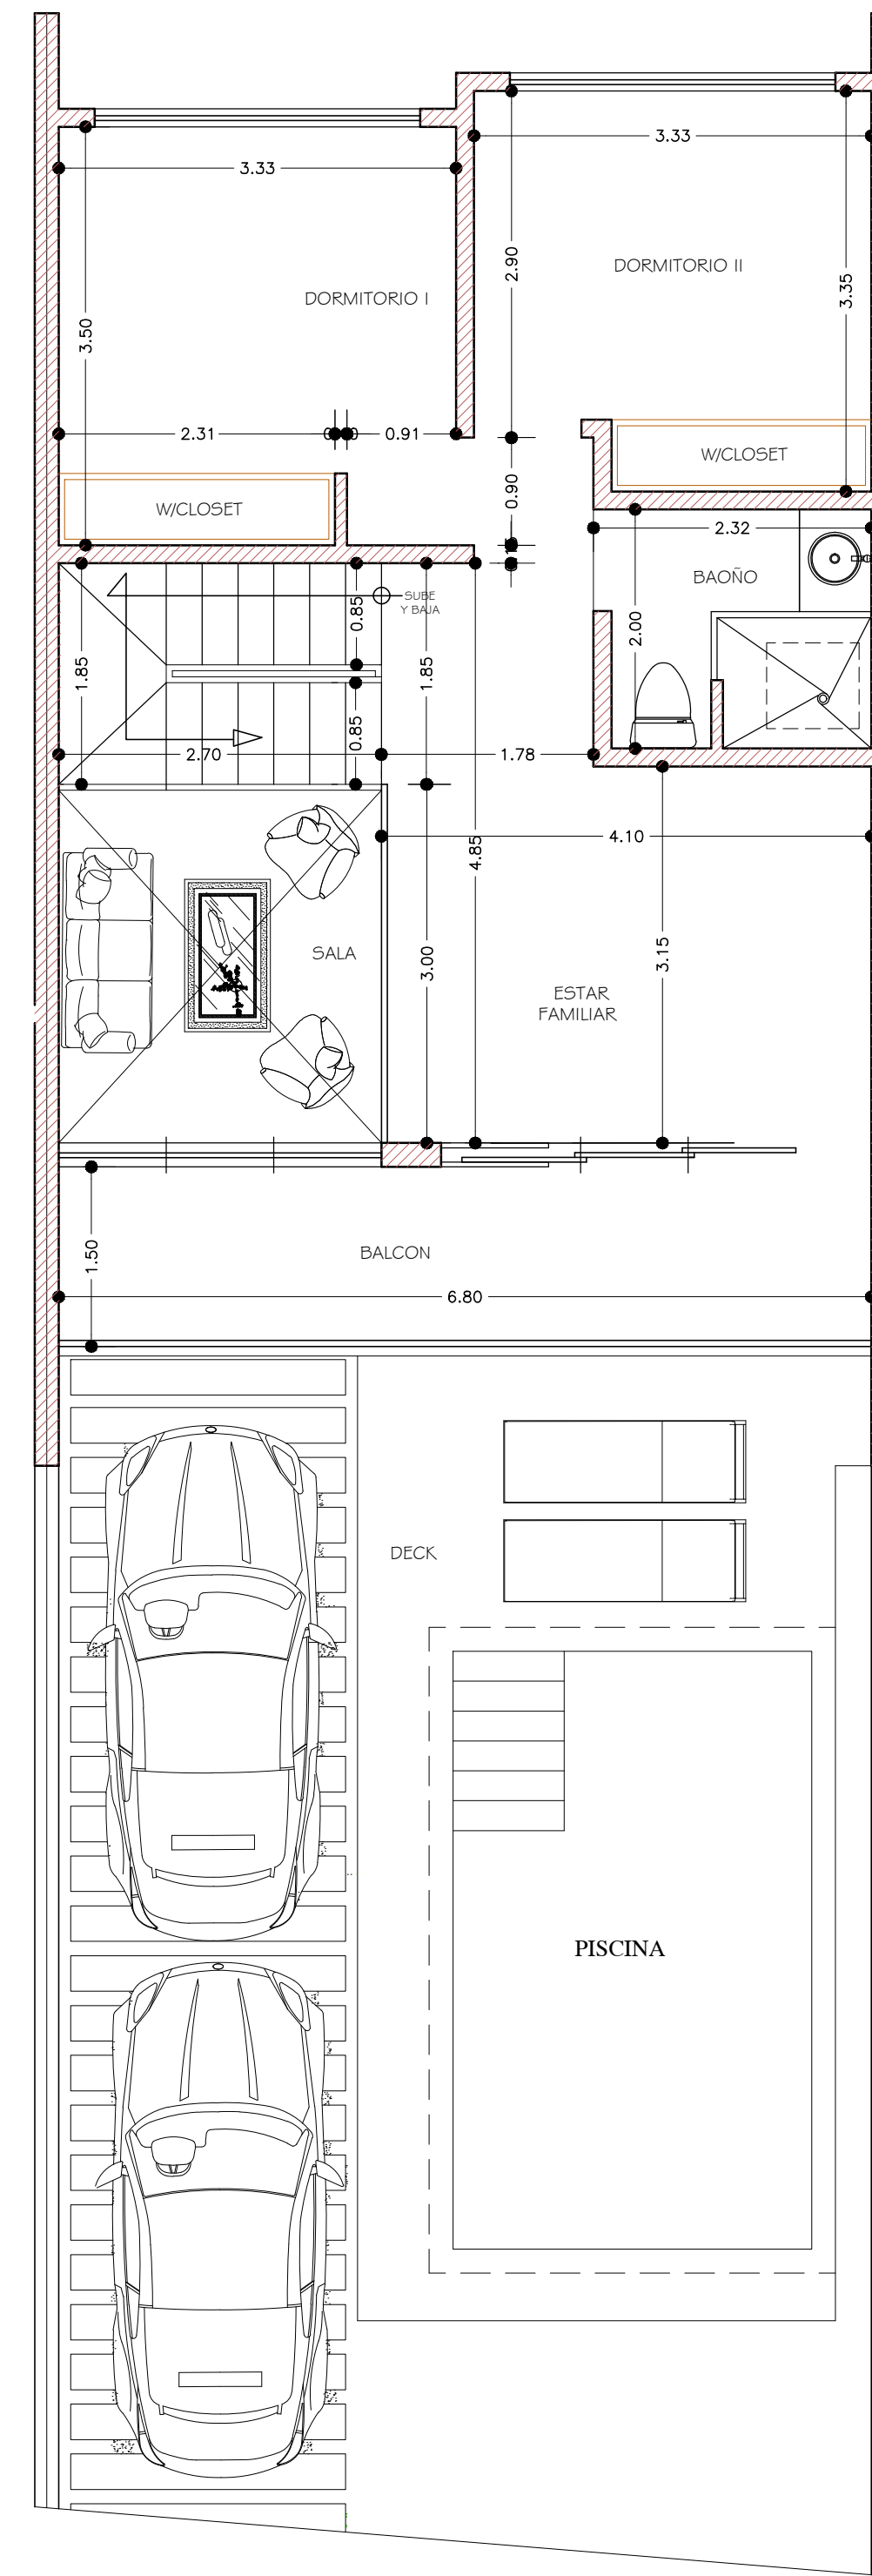 3.33
3.33
2.90
DORMITORIO II
3.35
DORMITORIO I
3.50
2.31
0.91
W/CLOSET
0.90
W/CLOSET
2.32
BAOÑO
SUBE
Y BAJA
0.85
2.00
1.85
1.85
0.85
2.70
1.78
4.10
4.85
SALA
3.00
3.15
ESTAR
FAMILIAR
1.50
BALCON
6.80
DECK
PISCINA